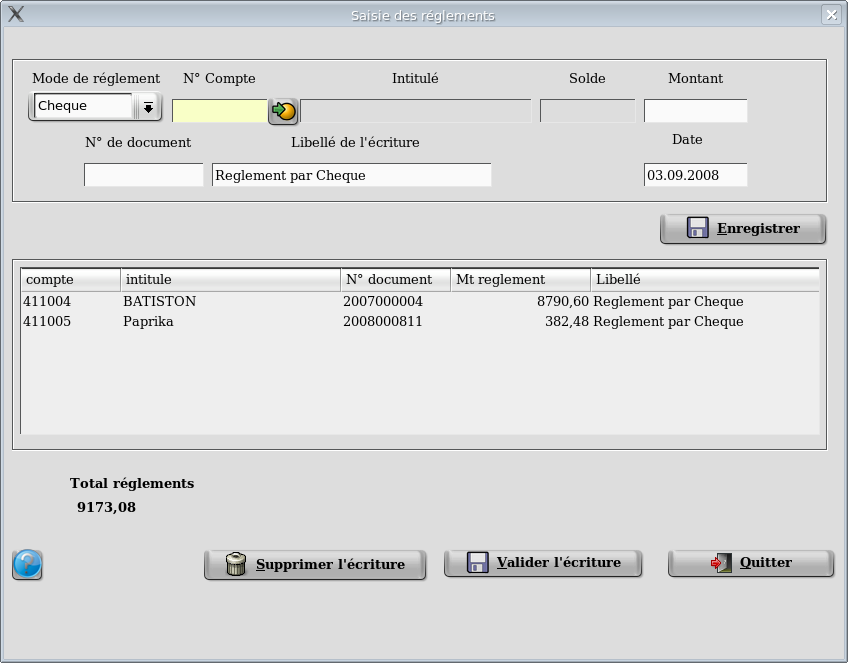 Saisie des réglements
Mode de réglement N° Compte Intitulé Solde Montant
Cheque
N° de document Libellé de l'écriture Date
Reglement par Cheque 03.09.2008
Enregistrer
compte intitule N° document Mt reglement Libellé
411004 BATISTON 2007000004 8790,60 Reglement par Cheque
411005 Paprika 2008000811 382,48 Reglement par Cheque
Total réglements
9173,08
Supprimer l'écriture Valider l'écriture Quitter